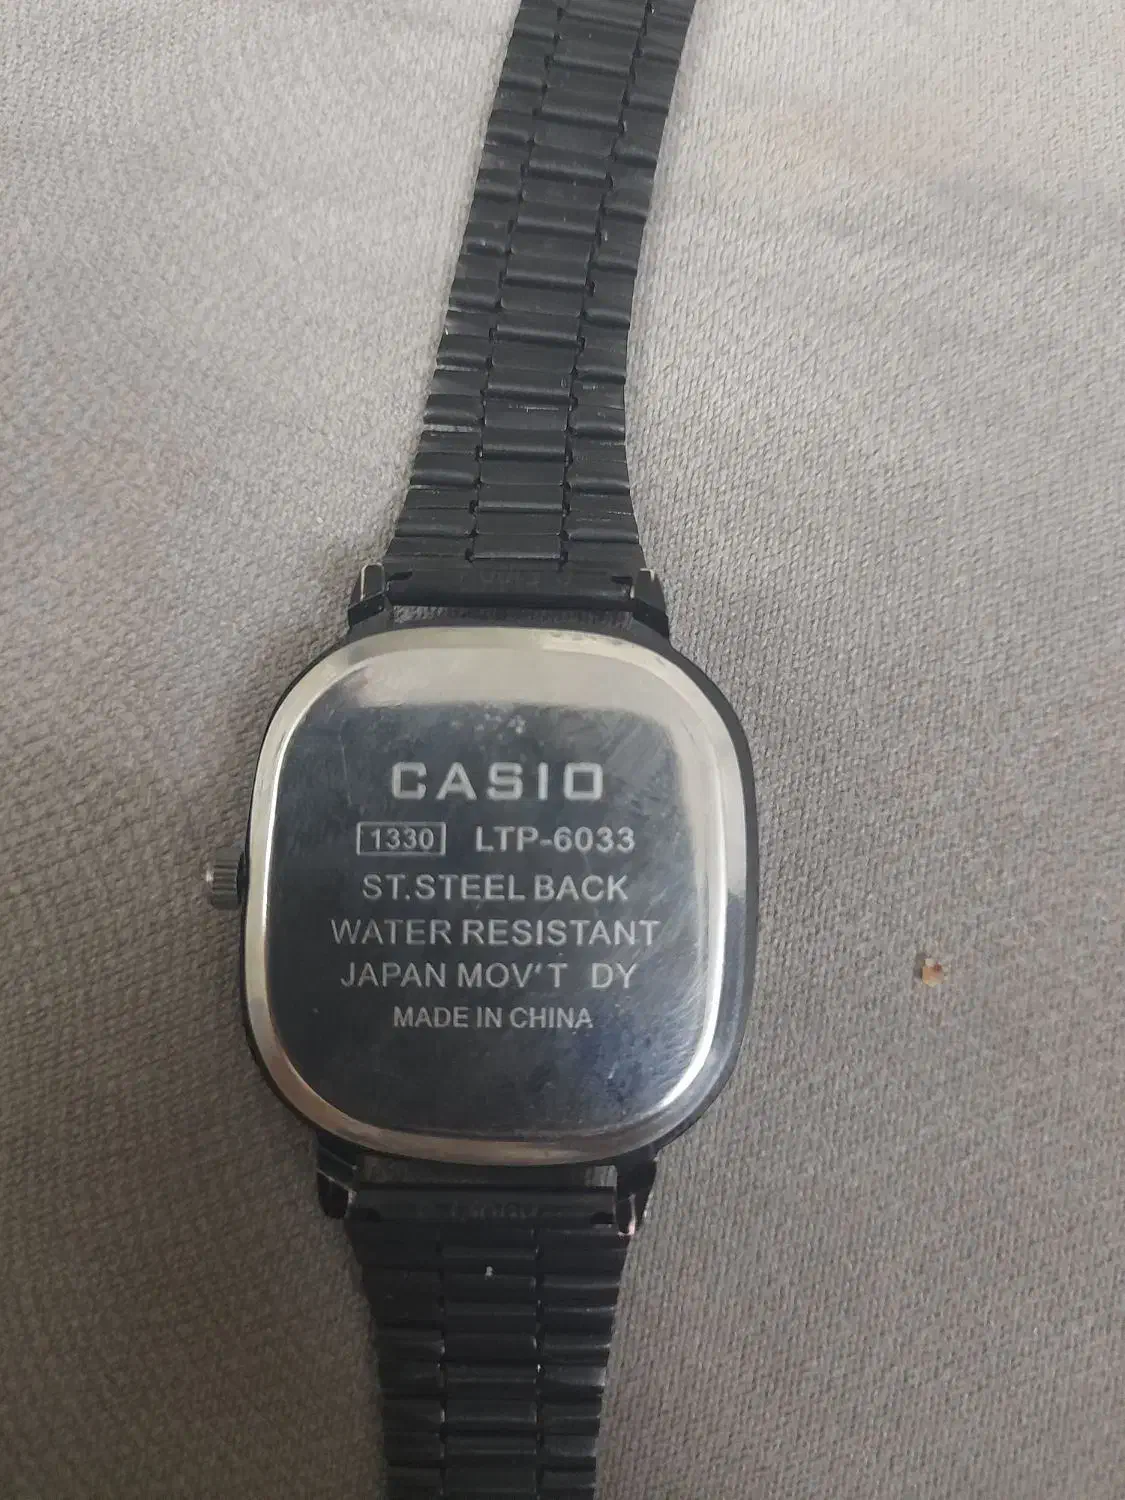 CASIO
1330 LTP-6033
ST.STEEL BACK
WATER RESISTANT
JAPAN MOV'T DY
MADE IN CHINA